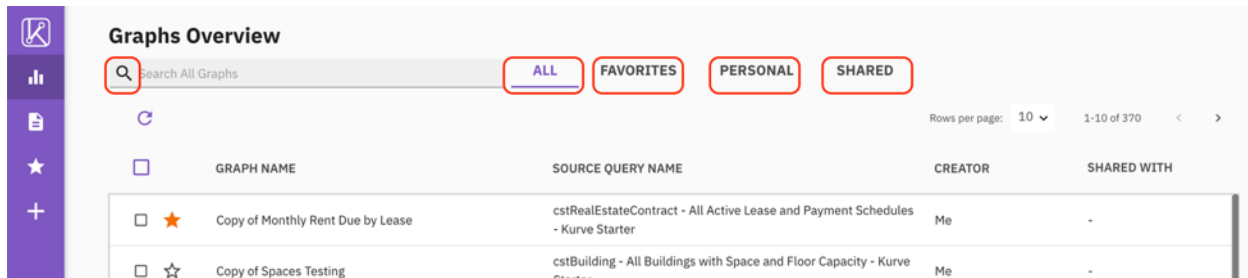 Graphs Overview
Search All Graphs
ALL
FAVORITES
PERSONAL
SHARED
Rows per page: 10 1-10 of 370
GRAPH NAME SOURCE QUERY NAME CREATOR SHARED WITH
Copy of Monthly Rent Due by Lease
cstRealEstateContract - All Active Lease and Payment Schedules
- Kurve Starter
Me -
Copy of Spaces Testing
cstBuilding - All Buildings with Space and Floor Capacity - Kurve
Me -